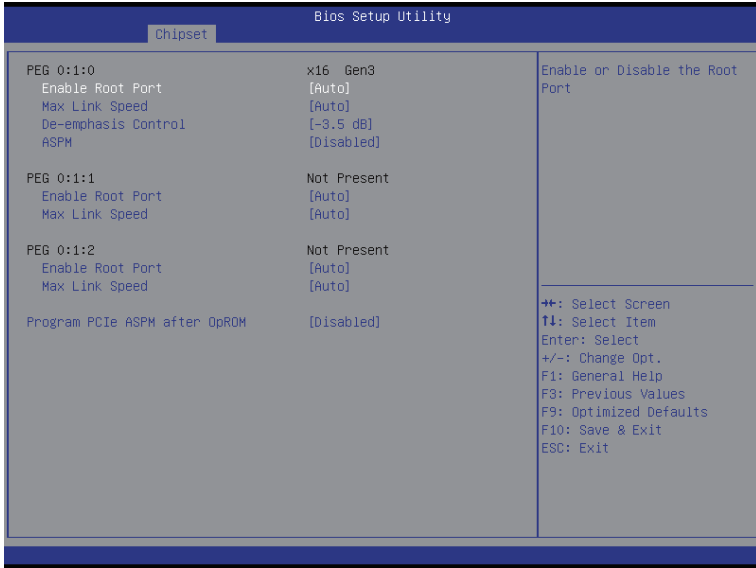 Bios Setup Utility
Chipset
PEG 0:1:0 x16 Gen3
Enable Root Port [Auto]
Max Link Speed [Auto]
De-emphasis Control [-3.5 dB]
ASPM [Disabled]
PEG 0:1:1 Not Present
Enable Root Port [Auto]
Max Link Speed [Auto]
PEG 0:1:2 Not Present
Enable Root Port [Auto]
Max Link Speed [Auto]
Program PCIe ASPM after OpROM [Disabled]
Enable or Disable the Root
Port
→←: Select Screen
↑↓: Select Item
Enter: Select
+/-: Change Opt.
F1: General Help
F3: Previous Values
F9: Optimized Defaults
F10: Save & Exit
ESC: Exit